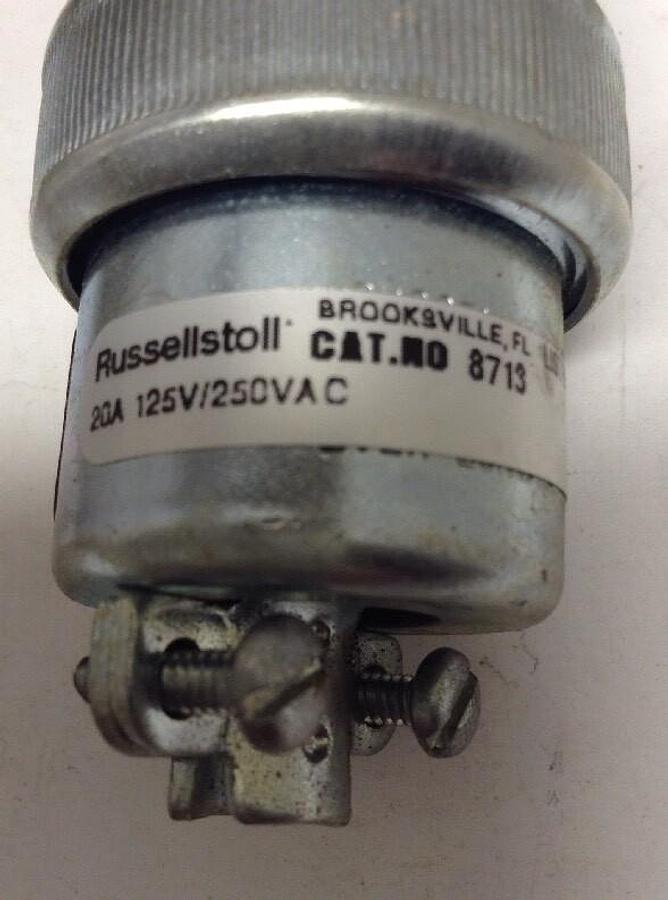 Russellstoll
BROOKSVILLE, FL
CAT.NO 8713
20A 125V/250VAC